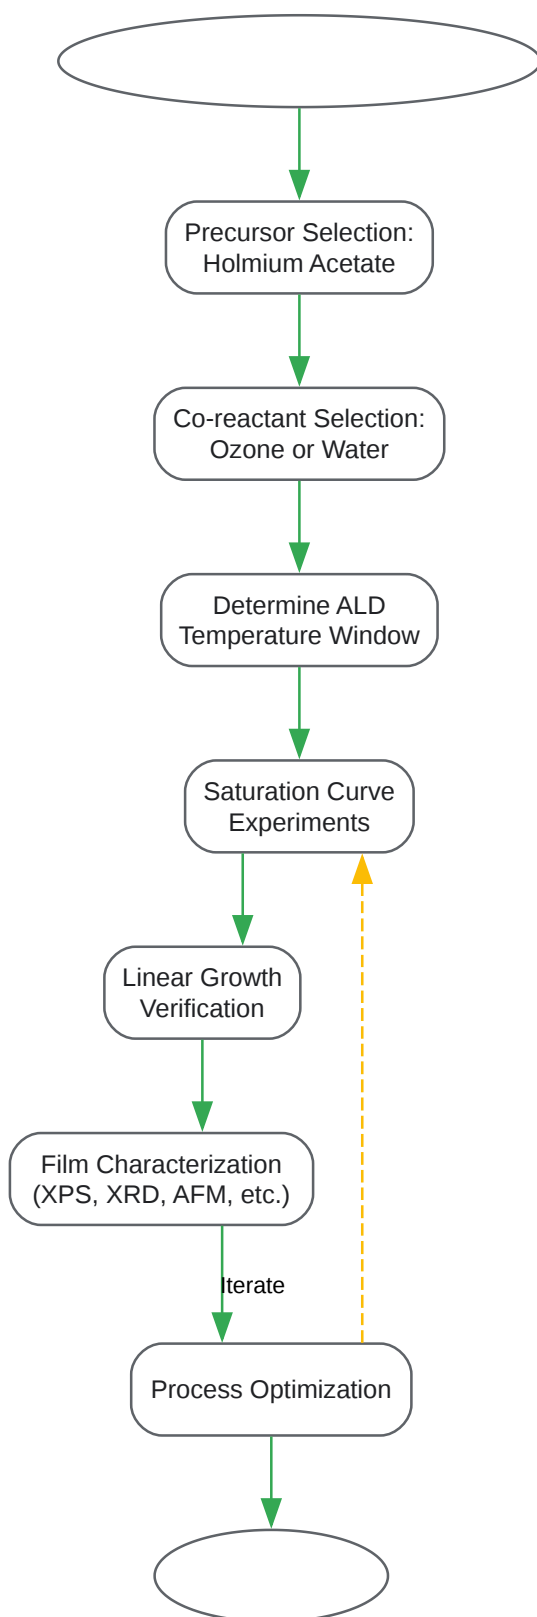 Precursor Selection:
Holmium Acetate
Co-reactant Selection:
Ozone or Water
Determine ALD
Temperature Window
Saturation Curve
Experiments
Linear Growth
Verification
Film Characterization
(XPS, XRD, AFM, etc.)
Iterate
Process Optimization